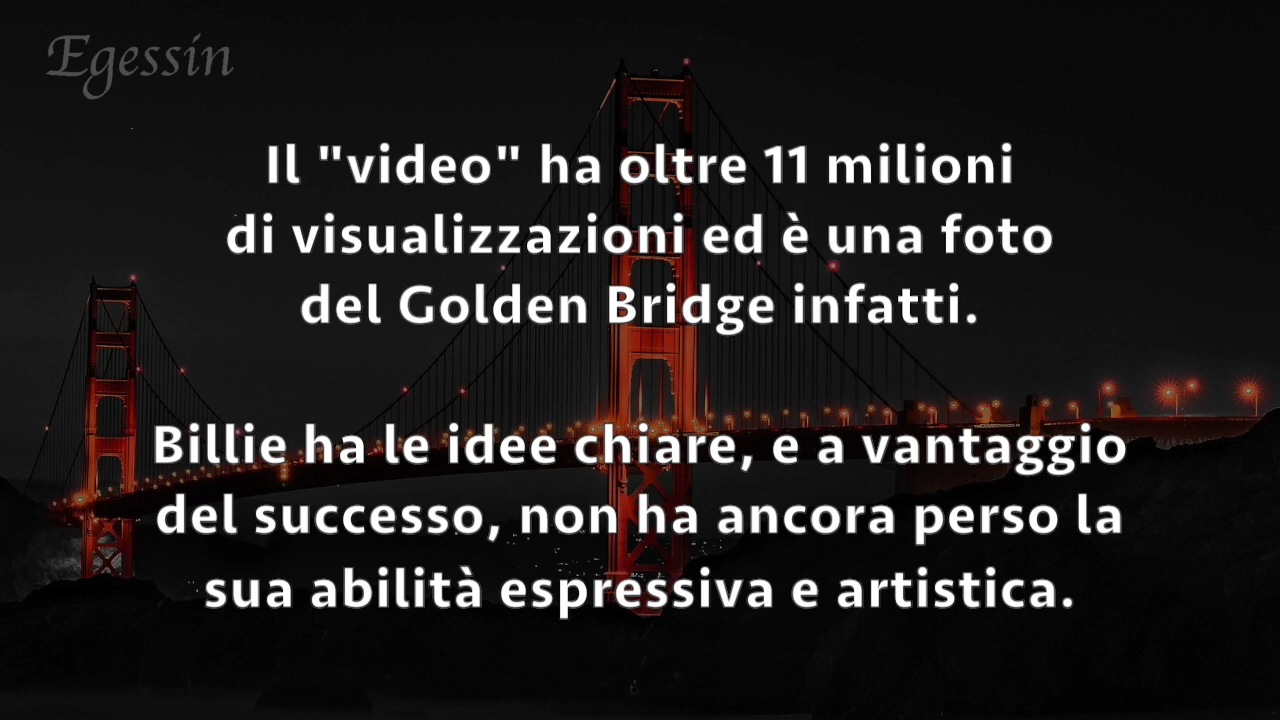 Egessin
Il "video" ha oltre 11 milioni
di visualizzazioni ed è una foto
del Golden Bridge infatti.
Billie ha le idee chiare, e a vantaggio
del successo, non ha ancora perso la
sua abilità espressiva e artistica.